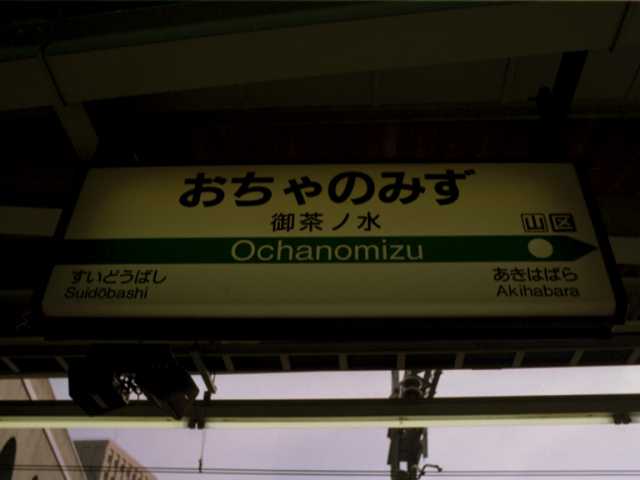 おちゃのみず
御茶ノ水
山 区
Ochanomizu
すいどうばし
Suidōbashi
あきはばら
Akihabara